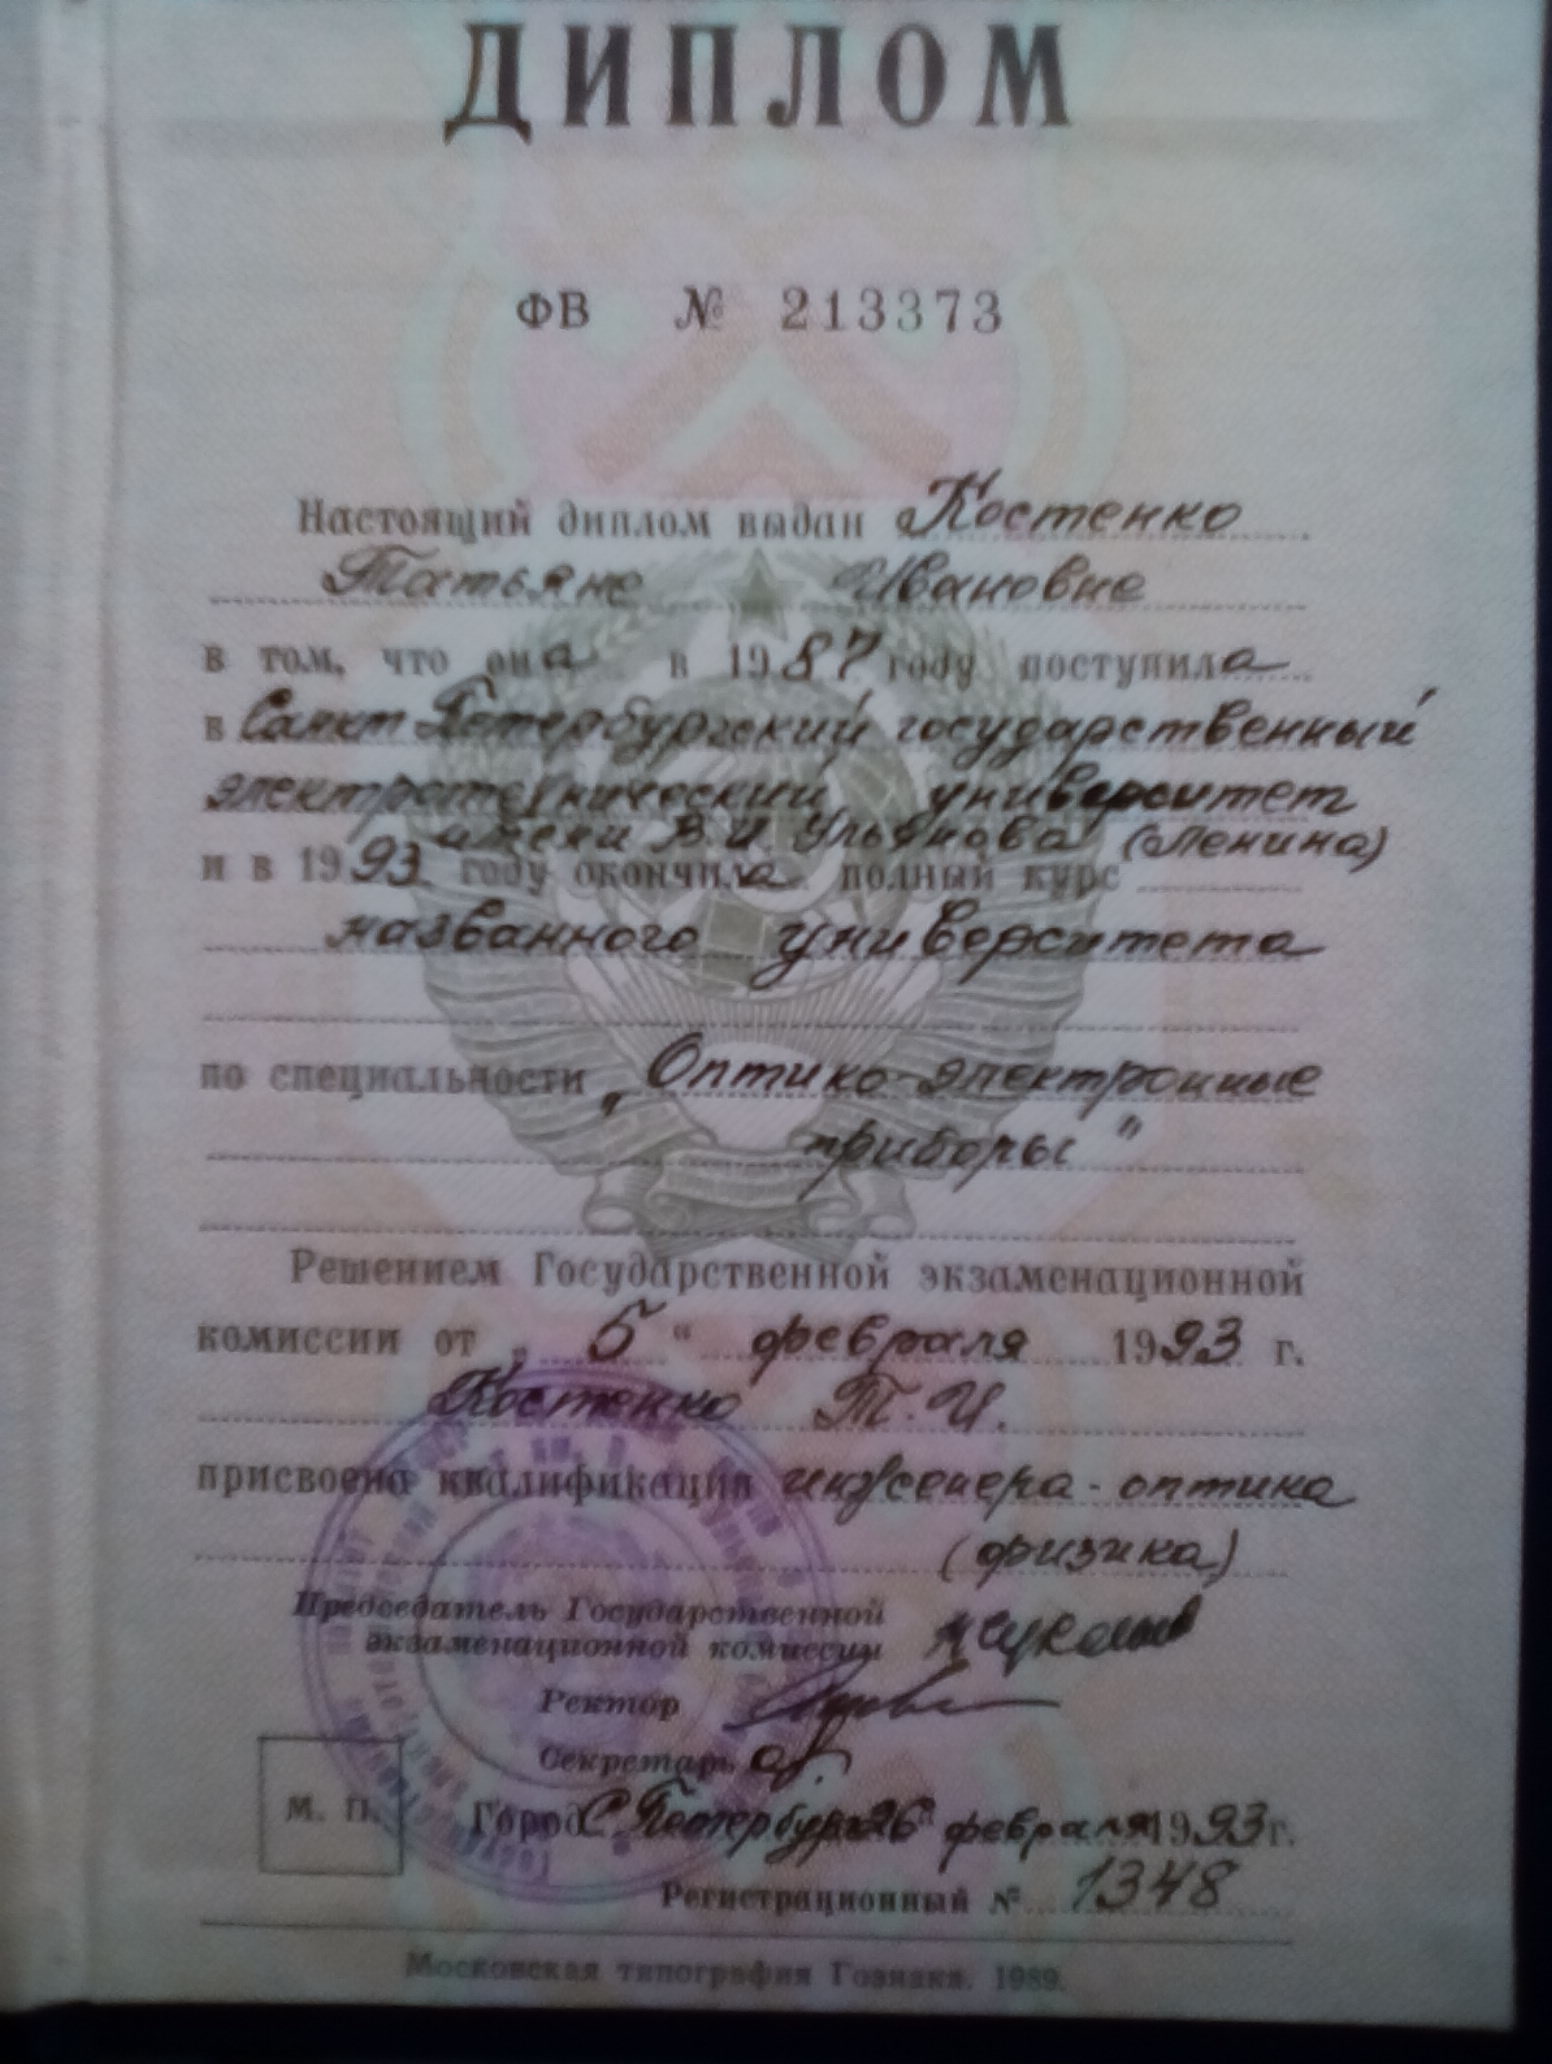 ДИПЛОМ
ФВ № 213373
Настоящий диплом выдан Костенко
Татьяне Ивановне
в том, что она в 1987 году поступила
в Санкт Петербургский государственный
электротехнический университет
имени В.И. Ульянова (Ленина)
и в 1993 году окончила полный курс
названного университета
по специальности „Оптико-электронные
приборы"
Решением Государственной экзаменационной
комиссии от „5" февраля 1993 г.
Костенко Т.И.
присвоена квалификация инженера-оптика
(физика)
Председатель Государственной
экзаменационной комиссии
Ректор
Секретарь
М. П.
Город С.Петербург 26" февраля 1993 г.
Регистрационный № 1348
Московская типография Гознака. 1989.